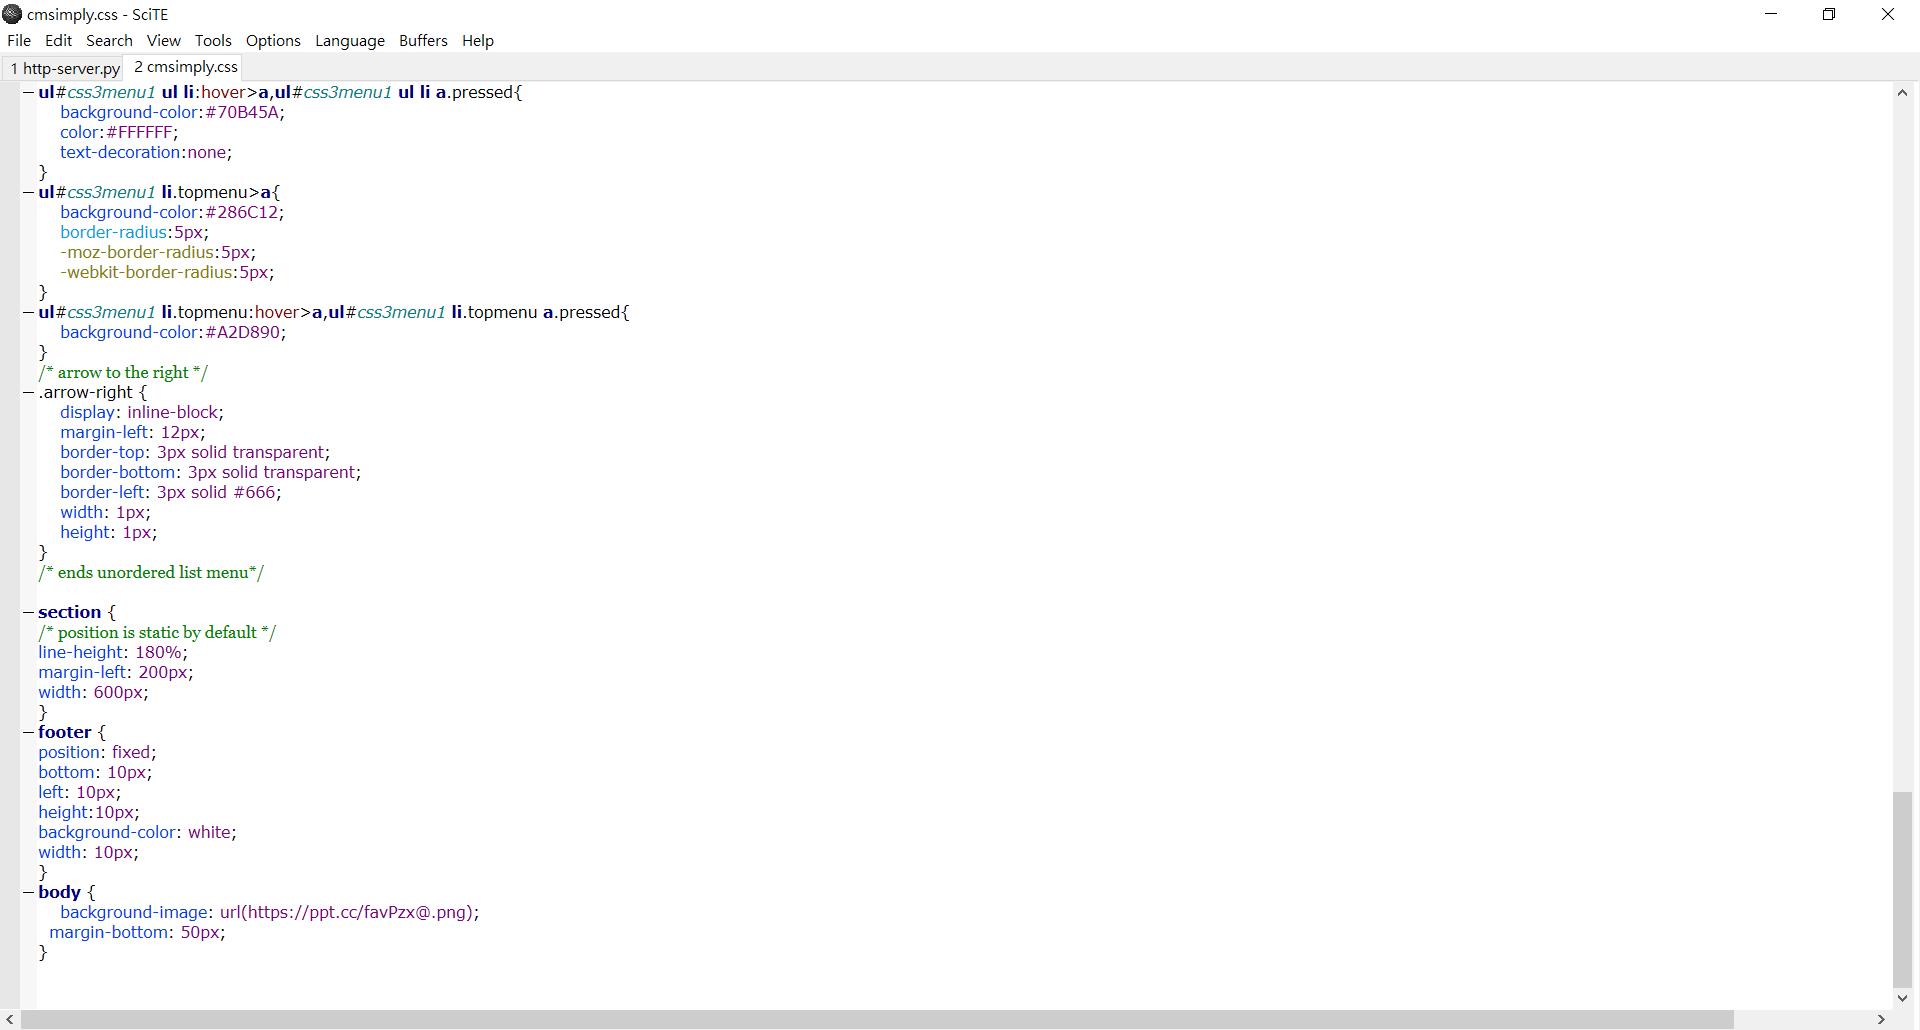 cmsimply.css - SciTE
File Edit Search View Tools Options Language Buffers Help
1 http-server.py 2 cmsimply.css
ul#css3menu1 ul li:hover>a,ul#css3menu1 ul li a.pressed{
background-color:#70B45A;
color:#FFFFFF;
text-decoration:none;
}
ul#css3menu1 li.topmenu>a{
background-color:#286C12;
border-radius:5px;
-moz-border-radius:5px;
-webkit-border-radius:5px;
}
ul#css3menu1 li.topmenu:hover>a,ul#css3menu1 li.topmenu a.pressed{
background-color:#A2D890;
}
/* arrow to the right */
.arrow-right {
display: inline-block;
margin-left: 12px;
border-top: 3px solid transparent;
border-bottom: 3px solid transparent;
border-left: 3px solid #666;
width: 1px;
height: 1px;
}
/* ends unordered list menu*/
section {
/* position is static by default */
line-height: 180%;
margin-left: 200px;
width: 600px;
}
footer {
position: fixed;
bottom: 10px;
left: 10px;
height:10px;
background-color: white;
width: 10px;
}
body {
background-image: url(https://ppt.cc/favPzx@.png);
margin-bottom: 50px;
}